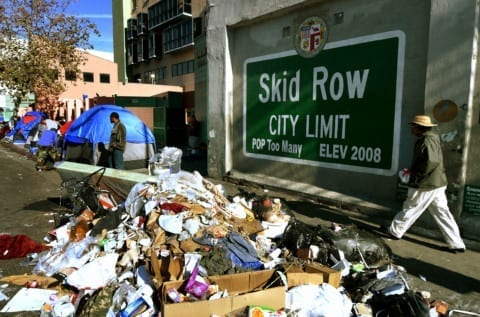 Skid Row
CITY LIMIT
POP Too Many ELEV 2008